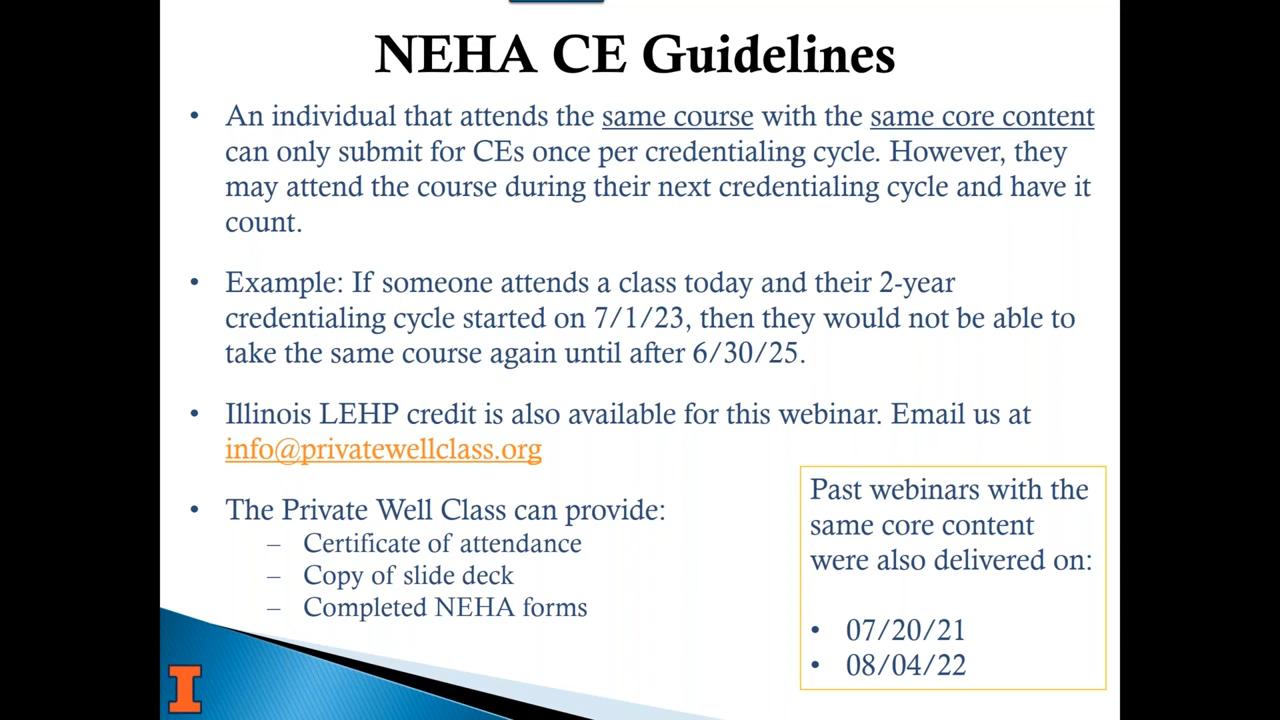 NEHA CE Guidelines
• An individual that attends the same course with the same core content
can only submit for CEs once per credentialing cycle. However, they
may attend the course during their next credentialing cycle and have it
count.
• Example: If someone attends a class today and their 2-year
credentialing cycle started on 7/1/23, then they would not be able to
take the same course again until after 6/30/25.
• Illinois LEHP credit is also available for this webinar. Email us at
info@privatewellclass.org
• The Private Well Class can provide:
– Certificate of attendance
– Copy of slide deck
– Completed NEHA forms
Past webinars with the
same core content
were also delivered on:
• 07/20/21
• 08/04/22
I